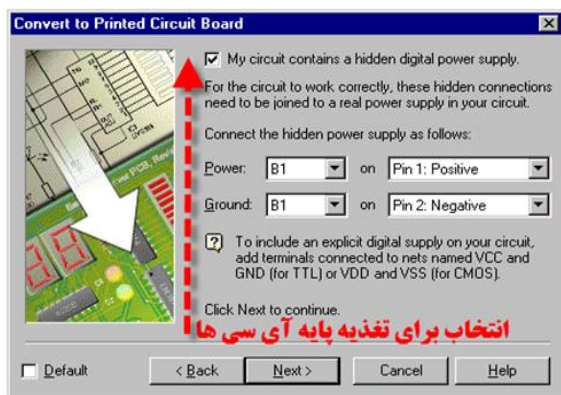 Convert to Printed Circuit Board
My circuit contains a hidden digital power supply.
For the circuit to work correctly, these hidden connections
need to be joined to a real power supply in your circuit.
Connect the hidden power supply as follows:
Power: B1 on Pin 1: Positive
Ground: B1 on Pin 2: Negative
To include an explicit digital supply on your circuit,
add terminals connected to nets named VCC and
GND (for TTL) or VDD and VSS (for CMOS).
Click Next to continue.
انتخاب برای تغذیه پایه آی سی ها
Default < Back Next > Cancel Help